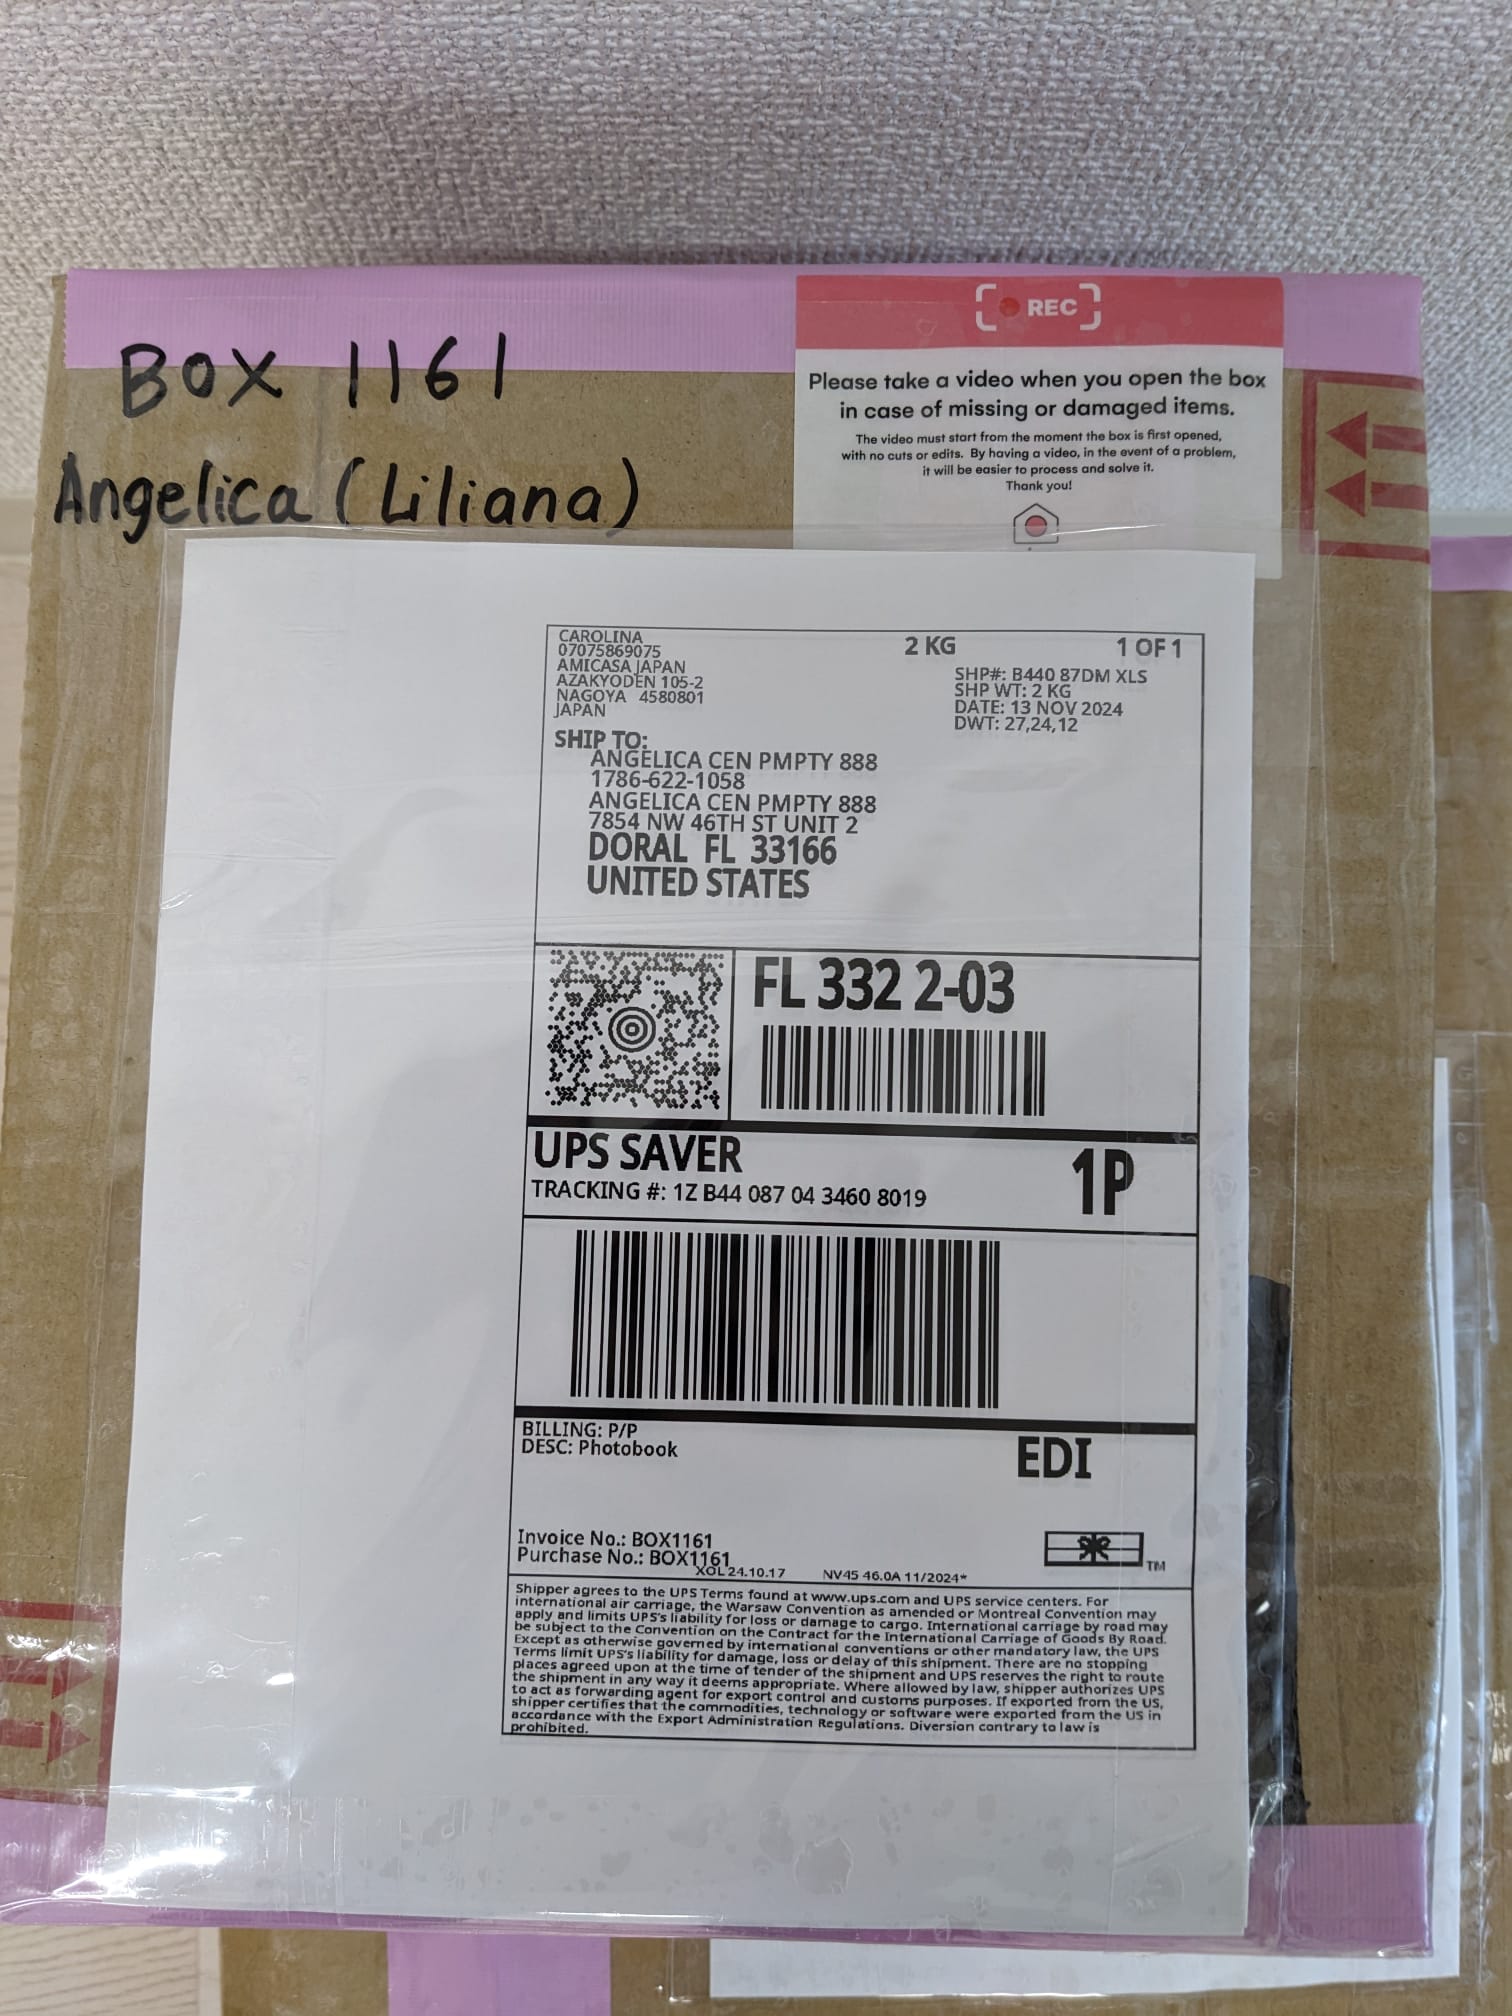 BOX 1161
Angelica (Liliana)
REC
Please take a video when you open the box
in case of missing or damaged items.
The video must start from the moment the box is first opened,
with no cuts or edits. By having a video, in the event of a problem,
it will be easier to process and solve it.
Thank you!
CAROLINA
07075869075
AMICASA JAPAN
AZAKYODEN 105-2
NAGOYA 4580801
JAPAN
2 KG
1 OF 1
SHP#: B440 87DM XLS
SHP WT: 2 KG
DATE: 13 NOV 2024
DWT: 27,24,12
SHIP TO:
ANGELICA CEN PMPTY 888
1786-622-1058
ANGELICA CEN PMPTY 888
7854 NW 46TH ST UNIT 2
DORAL FL 33166
UNITED STATES
FL 332 2-03
UPS SAVER
TRACKING #: 1Z B44 087 04 3460 8019
1P
BILLING: P/P
DESC: Photobook
EDI
Invoice No.: BOX1161
Purchase No.: BOX1161
XOL 24.10.17 NV45 46.0A 11/2024*
TM
Shipper agrees to the UPS Terms found at www.ups.com and UPS service centers. For
international air carriage, the Warsaw Convention as amended or Montreal Convention may
apply and limits UPS's liability for loss or damage to cargo. International carriage by road may
be subject to the Convention on the Contract for the International Carriage of Goods By Road.
Except as otherwise governed by international conventions or other mandatory law, the UPS
Terms limit UPS's liability for damage, loss or delay of this shipment. There are no stopping
places agreed upon at the time of tender of the shipment and UPS reserves the right to route
the shipment in any way it deems appropriate. Where allowed by law, shipper authorizes UPS
to act as forwarding agent for export control and customs purposes. If exported from the US,
shipper certifies that the commodities, technology or software were exported from the US in
accordance with the Export Administration Regulations. Diversion contrary to law is
prohibited.